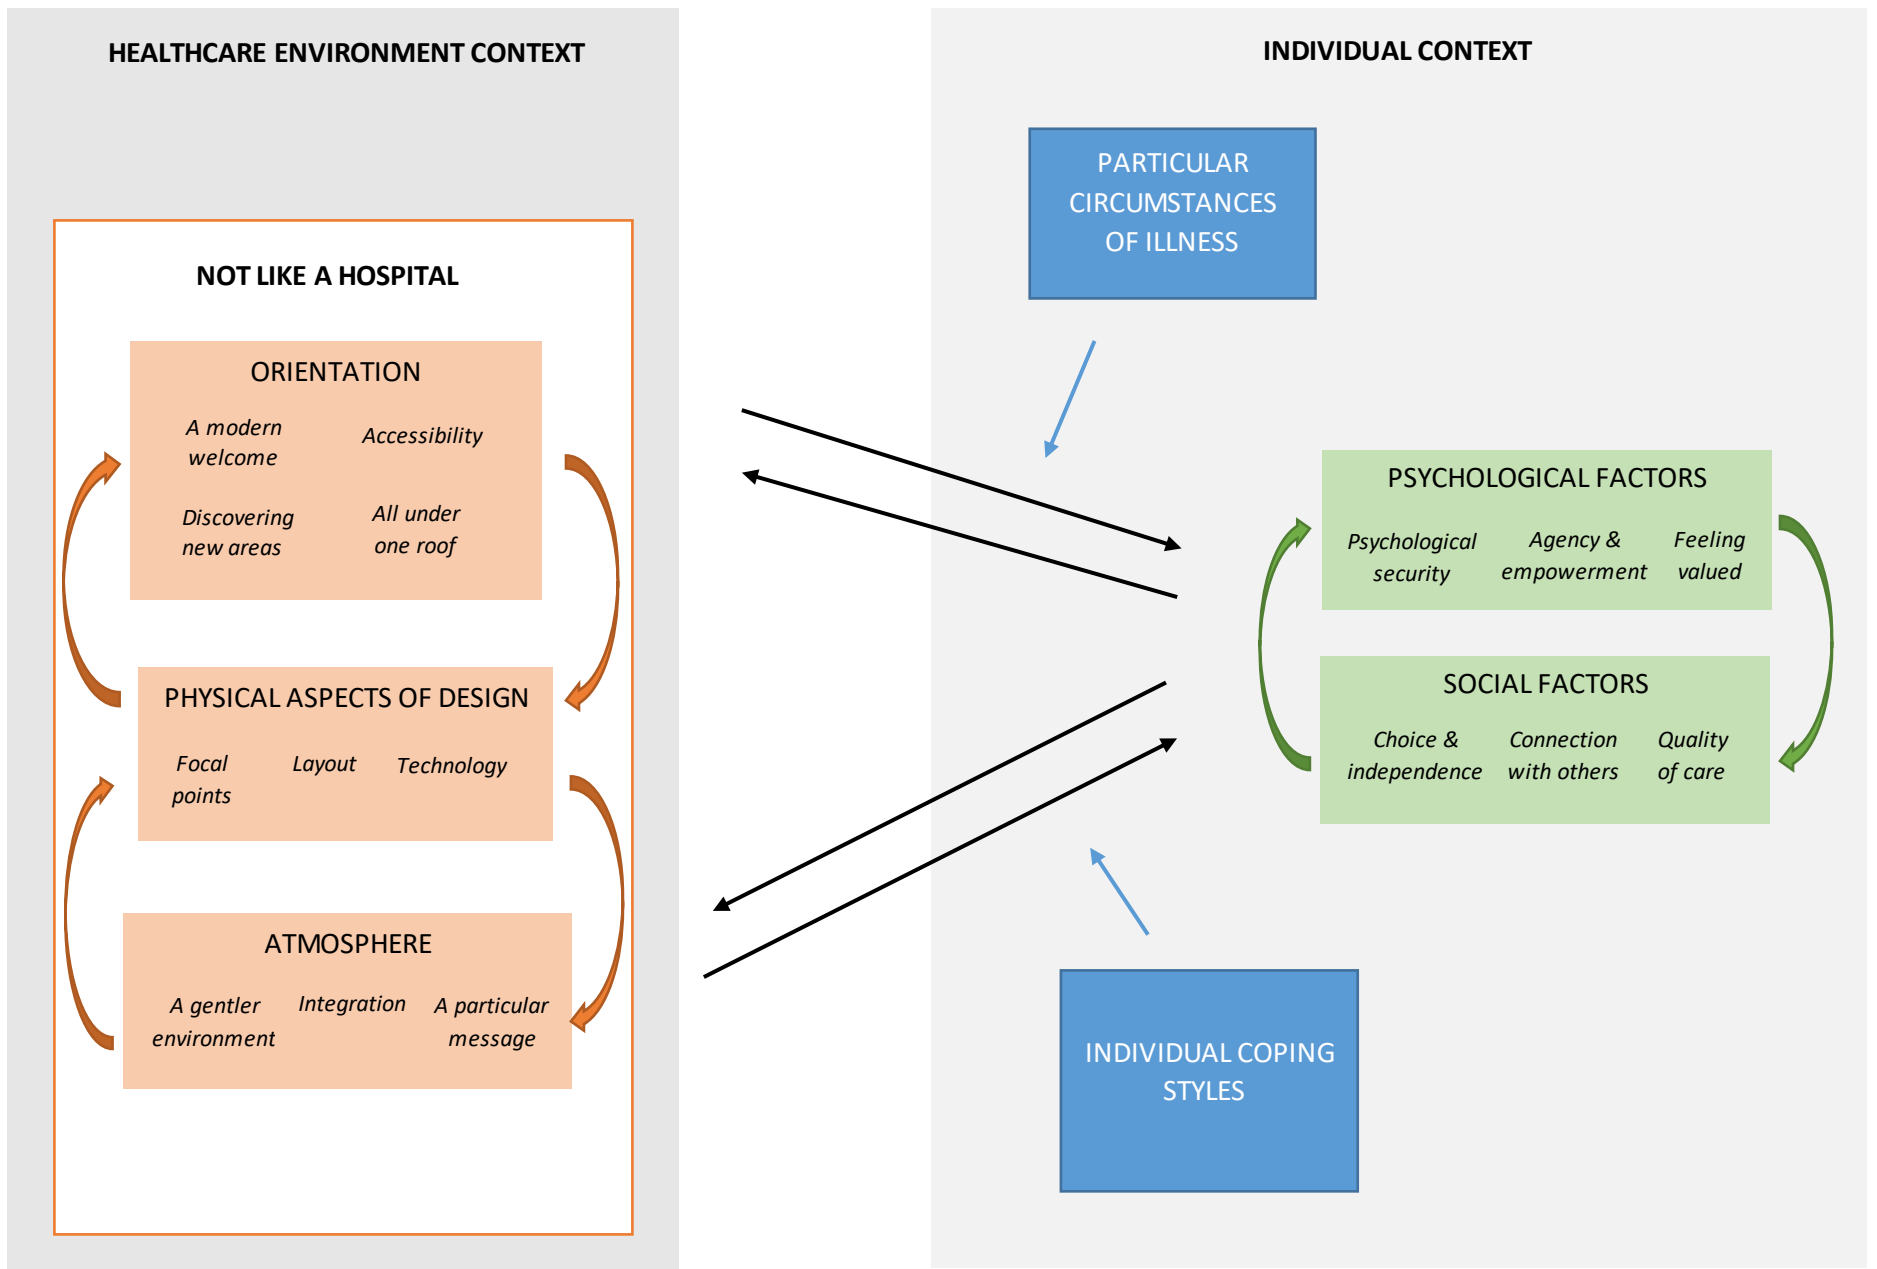 HEALTHCARE ENVIRONMENT CONTEXT
NOT LIKE A HOSPITAL
ORIENTATION
A modern
welcome
Accessibility
Discovering
new areas
All under
one roof
PHYSICAL ASPECTS OF DESIGN
Focal
points
Layout
Technology
ATMOSPHERE
A gentler
environment
Integration
A particular
message
INDIVIDUAL CONTEXT
PARTICULAR
CIRCUMSTANCES
OF ILLNESS
PSYCHOLOGICAL FACTORS
Psychological
security
Agency &
empowerment
Feeling
valued
SOCIAL FACTORS
Choice &
independence
Connection
with others
Quality
of care
INDIVIDUAL COPING
STYLES